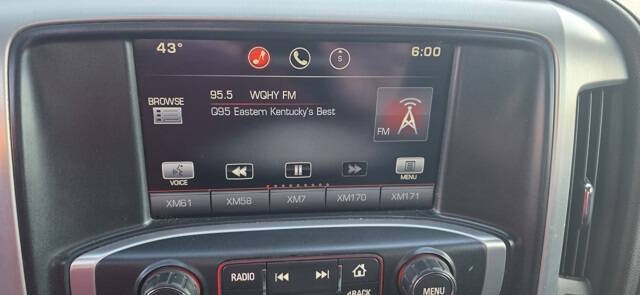 43°
S
6:00
BROWSE
95.5 WQHY FM
Q95 Eastern Kentucky's Best
FM
VOICE
MENU
XM61 XM58 XM7 XM170 XM171
RADIO
BACK
MENU